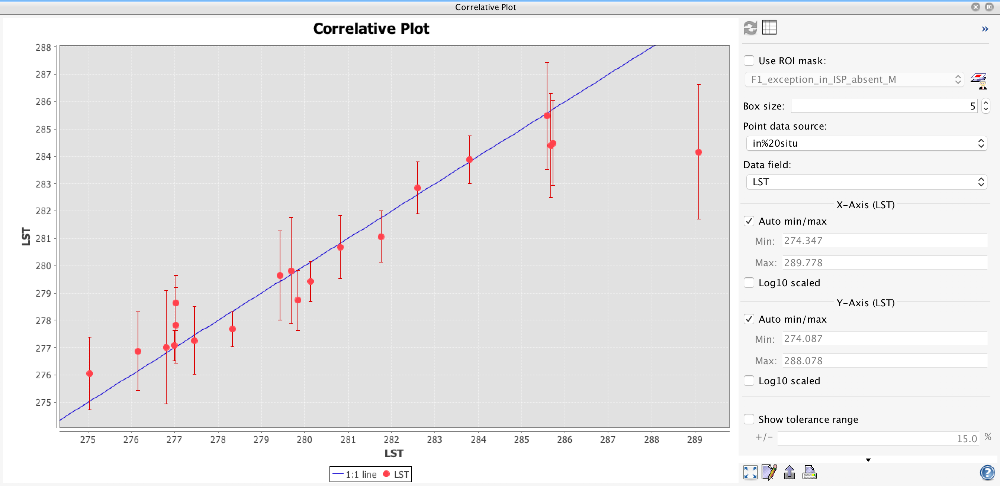 Correlative Plot
Correlative Plot
288
287
286
285
284
283
282
281
280
279
278
277
276
275
LST
275 276 277 278 279 280 281 282 283 284 285 286 287 288 289
LST
1:1 line LST
»
Use ROI mask:
F1_exception_in_ISP_absent_M
Box size: 5
Point data source:
in%20situ
Data field:
LST
X-Axis (LST)
Auto min/max
Min: 274.347
Max: 289.778
Log10 scaled
Y-Axis (LST)
Auto min/max
Min: 274.087
Max: 288.078
Log10 scaled
Show tolerance range
+/- 15.0 %
?